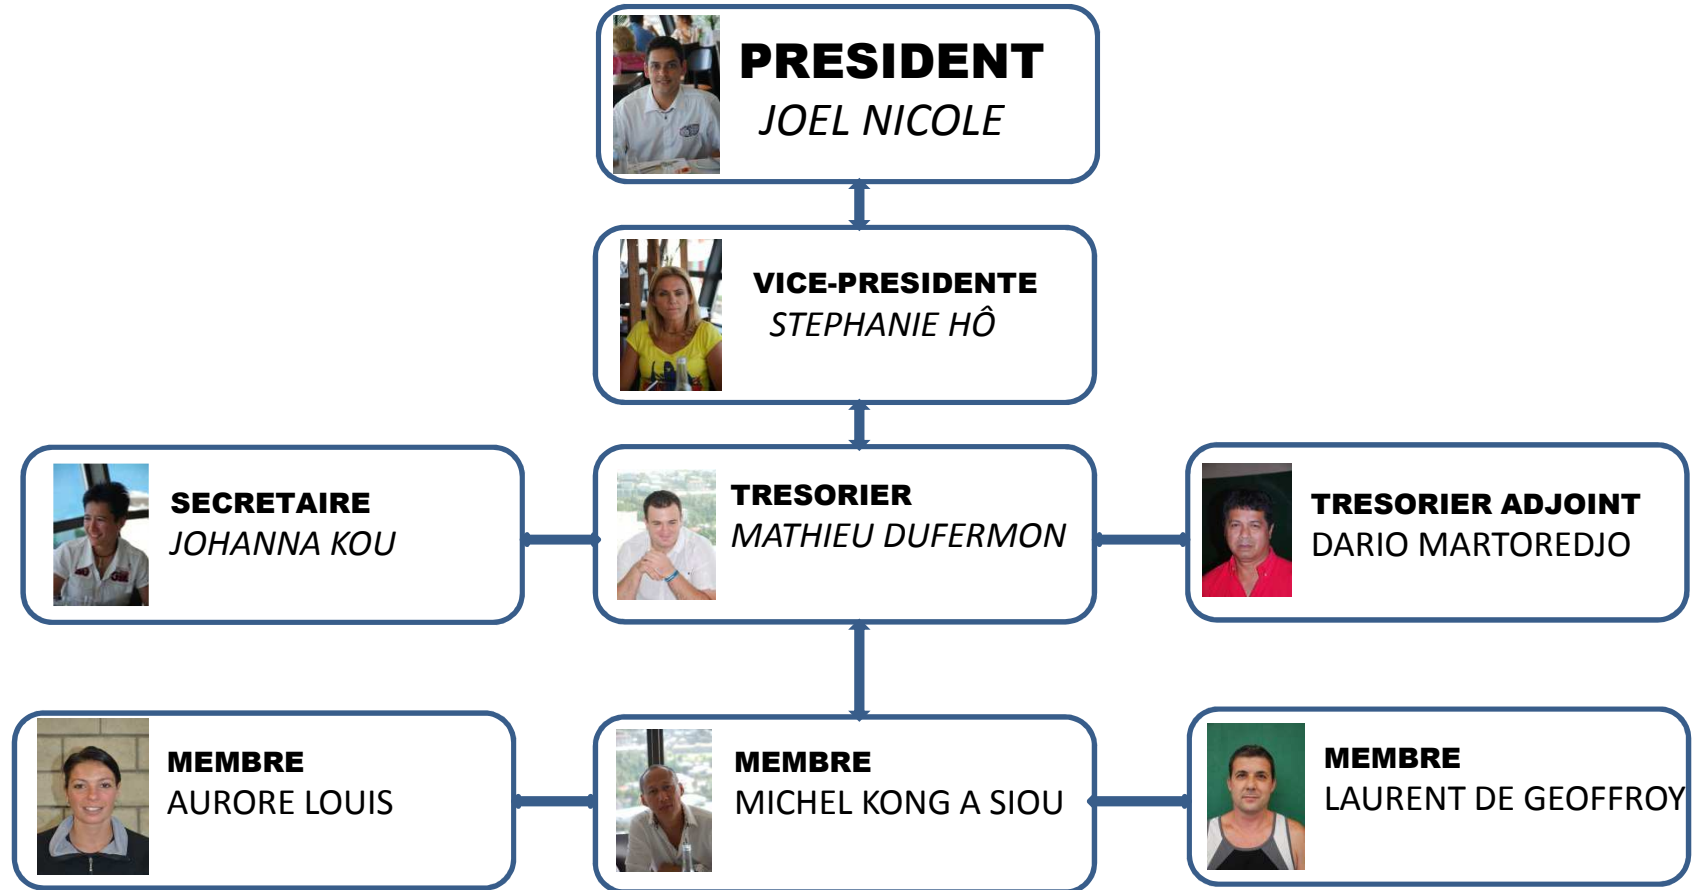 PRESIDENT
JOEL NICOLE
VICE-PRESIDENTE
STEPHANIE HÔ
SECRETAIRE
JOHANNA KOU
TRESORIER
MATHIEU DUFERMON
TRESORIER ADJOINT
DARIO MARTOREDJO
MEMBRE
AURORE LOUIS
MEMBRE
MICHEL KONG A SIOU
MEMBRE
LAURENT DE GEOFFROY